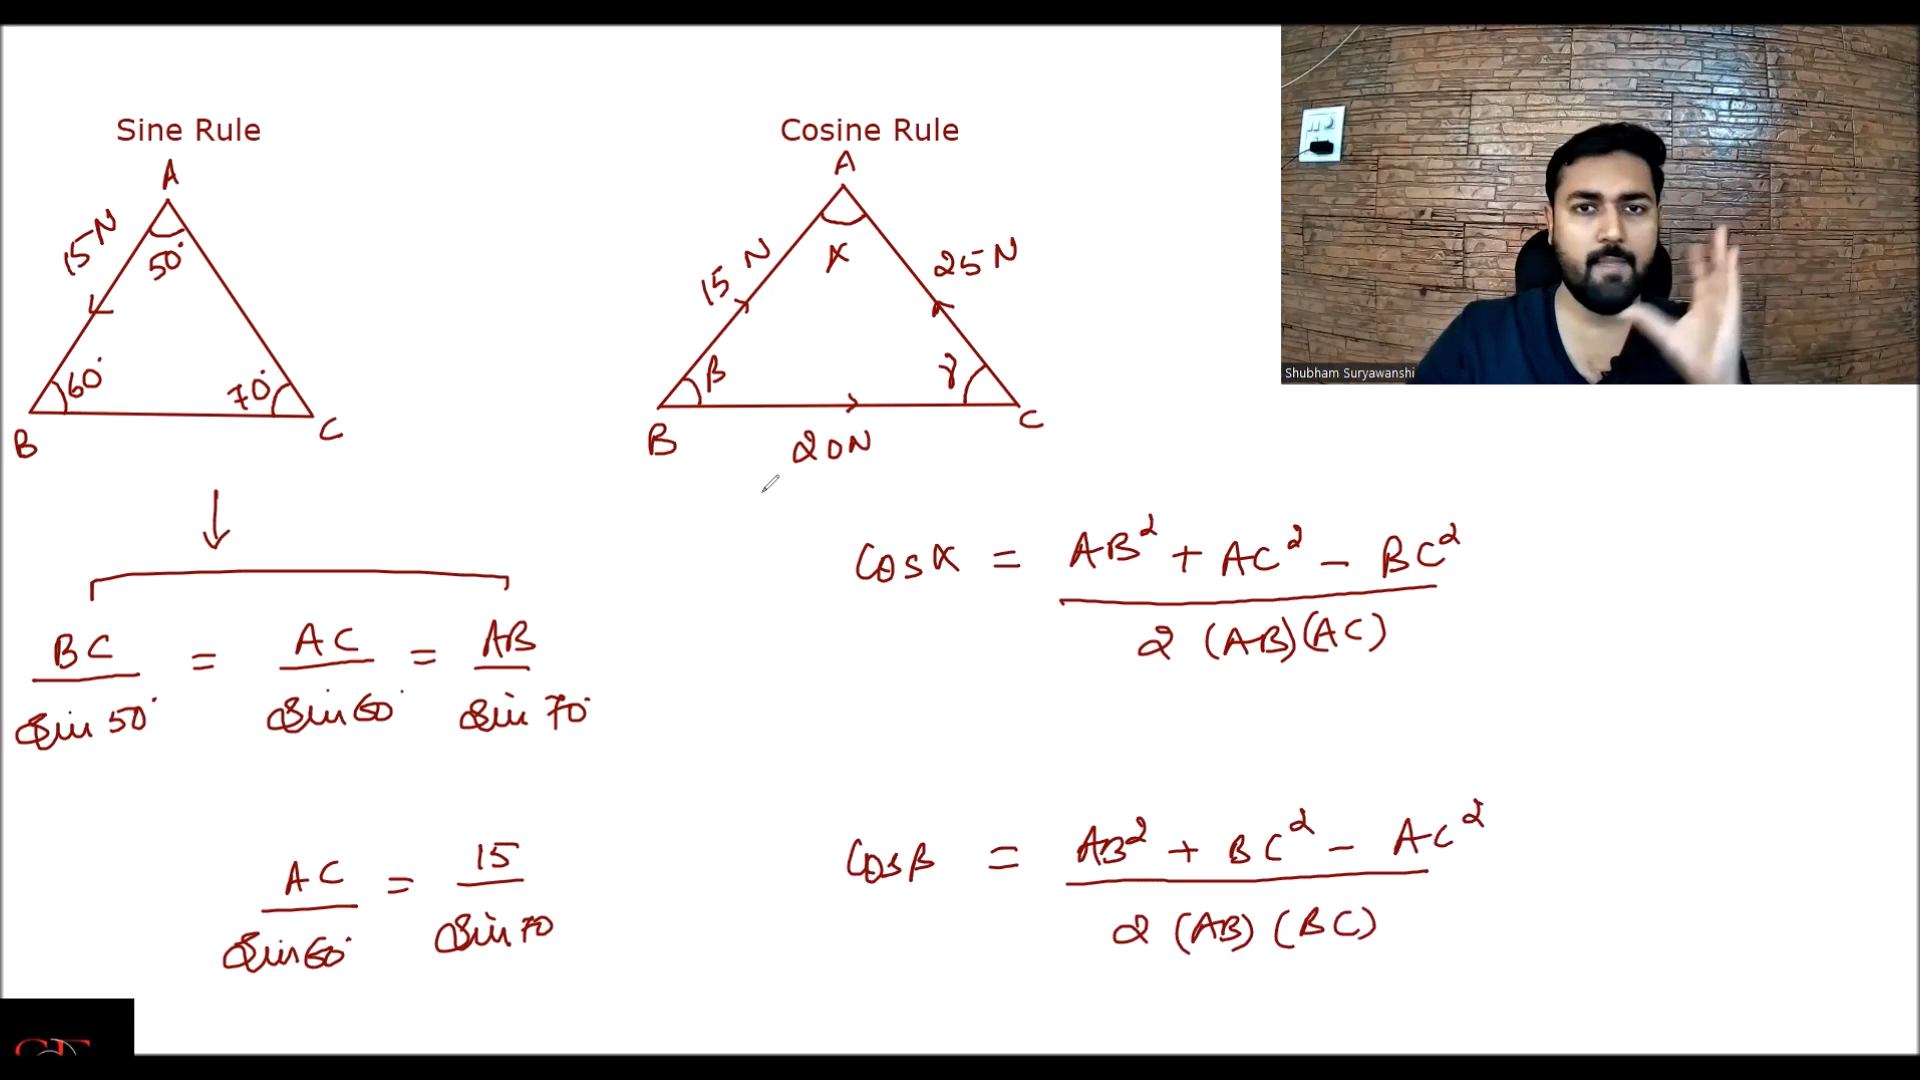 Sine Rule
A
15 N
50°
60°
70°
B
C
BC/sin 50° = AC/sin 60° = AB/sin 70°
AC/sin 60° = 15/sin 70
Cosine Rule
A
15 N
α
25 N
β
γ
B
20N
C
cos α = AB² + AC² - BC² / 2 (AB)(AC)
cos β = AB² + BC² - AC² / 2 (AB) (BC)
Shubham Suryawanshi